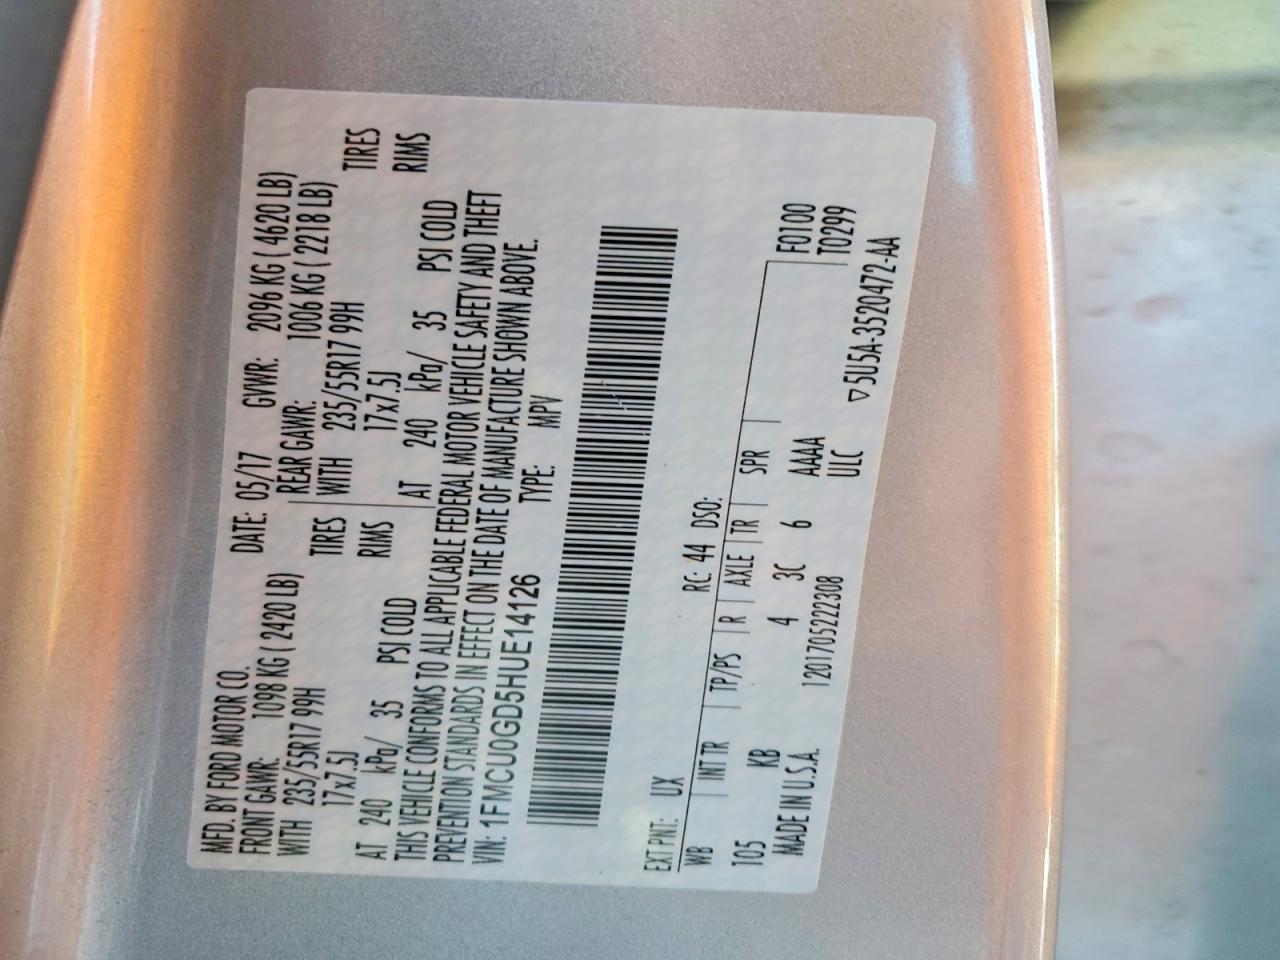 MFD. BY FORD MOTOR CO. DATE: 05/17 GVWR: 2096 KG ( 4620 LB)
FRONT GAWR: 1098 KG ( 2420 LB) REAR GAWR: 1006 KG ( 2218 LB)
WITH 235/55R17 99H TIRES WITH 235/55R17 99H TIRES
17x7.5J RIMS 17x7.5J RIMS
AT 240 kPa/ 35 PSI COLD AT 240 kPa/ 35 PSI COLD
THIS VEHICLE CONFORMS TO ALL APPLICABLE FEDERAL MOTOR VEHICLE SAFETY AND THEFT
PREVENTION STANDARDS IN EFFECT ON THE DATE OF MANUFACTURE SHOWN ABOVE.
VIN: 1FMCU0GD5HUE14126 TYPE: MPV
EXT PNT: UX RC: 44 DSO:
WB INT TR TP/PS R AXLE TR SPR
105 KB 4 3C 6 AAAA F0100
MADE IN U.S.A. 1201705222308 ULC T0299
▽5U5A-3520472-AA